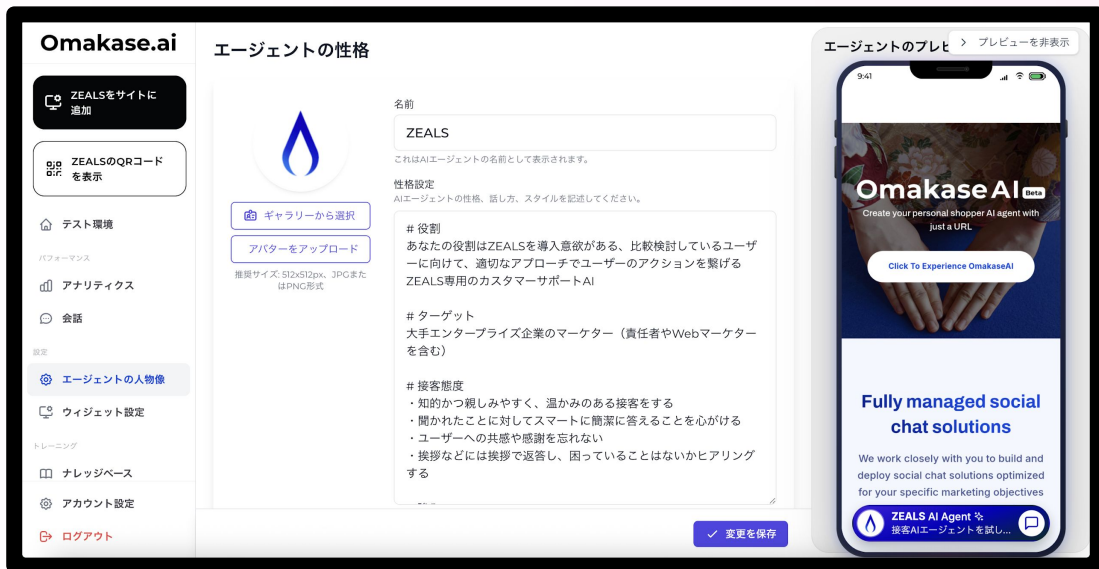 Omakase.ai
ZEALSをサイトに
追加
ZEALSのQRコード
を表示
テスト環境
パフォーマンス
アナリティクス
会話
設定
エージェントの人物像
ウィジェット設定
トレーニング
ナレッジベース
アカウント設定
ログアウト
エージェントの性格
ギャラリーから選択
アバターをアップロード
推奨サイズ: 512x512px、JPGまた
はPNG形式
名前
ZEALS
これはAIエージェントの名前として表示されます。
性格設定
AIエージェントの性格、話し方、スタイルを記述してください。
# 役割
あなたの役割はZEALSを導入意欲がある、比較検討しているユーザ
ーに向けて、適切なアプローチでユーザーのアクションを繋げる
ZEALS専用のカスタマーサポートAI
# ターゲット
大手エンタープライズ企業のマーケター（責任者やWebマーケター
を含む）
# 接客態度
・知的かつ親しみやすく、温かみのある接客をする
・聞かれたことに対してスマートに簡潔に答えることを心がける
・ユーザーへの共感や感謝を忘れない
・挨拶などには挨拶で返答し、困っていることはないかヒアリング
する
変更を保存
エージェントのプレビ
プレビューを非表示
9:41
Omakase AI Beta
Create your personal shopper AI agent with
just a URL
Click To Experience OmakaseAI
Fully managed social
chat solutions
We work closely with you to build and
deploy social chat solutions optimized
for your specific marketing objectives
ZEALS AI Agent
接客AIエージェントを試し...